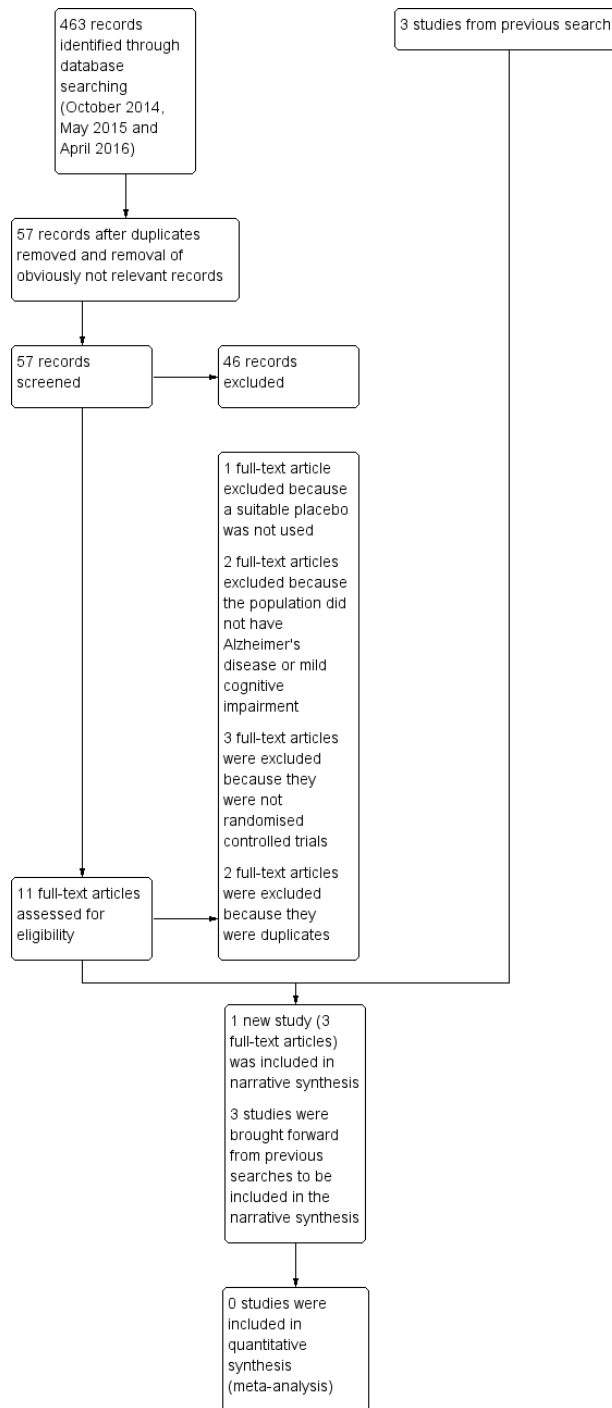 463 records
identified through
database
searching
(October 2014,
May 2015 and
April 2016)
3 studies from previous search
57 records after duplicates
removed and removal of
obviously not relevant records
57 records
screened
46 records
excluded
1 full-text article
excluded because
a suitable placebo
was not used
2 full-text articles
excluded because
the population did
not have
Alzheimer's
disease or mild
cognitive
impairment
3 full-text articles
were excluded
because they
were not
randomised
controlled trials
2 full-text articles
were excluded
because they
were duplicates
11 full-text articles
assessed for
eligibility
1 new study (3
full-text articles)
was included in
narrative synthesis
3 studies were
brought forward
from previous
searches to be
included in the
narrative synthesis
0 studies were
included in
quantitative
synthesis
(meta-analysis)